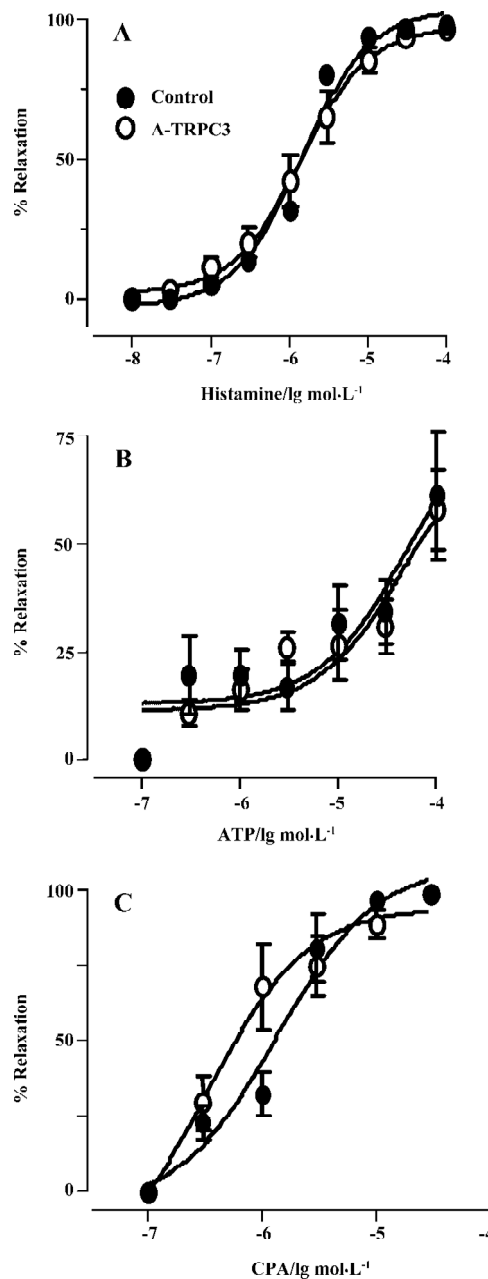 100
A
Control
A-TRPC3
50
% Relaxation
0
-8 -7 -6 -5 -4
Histamine/lg mol·L-1
75
B
50
% Relaxation
25
0
-7 -6 -5 -4
ATP/lg mol·L-1
100
C
50
% Relaxation
0
-7 -6 -5 -4
CPA/lg mol·L-1